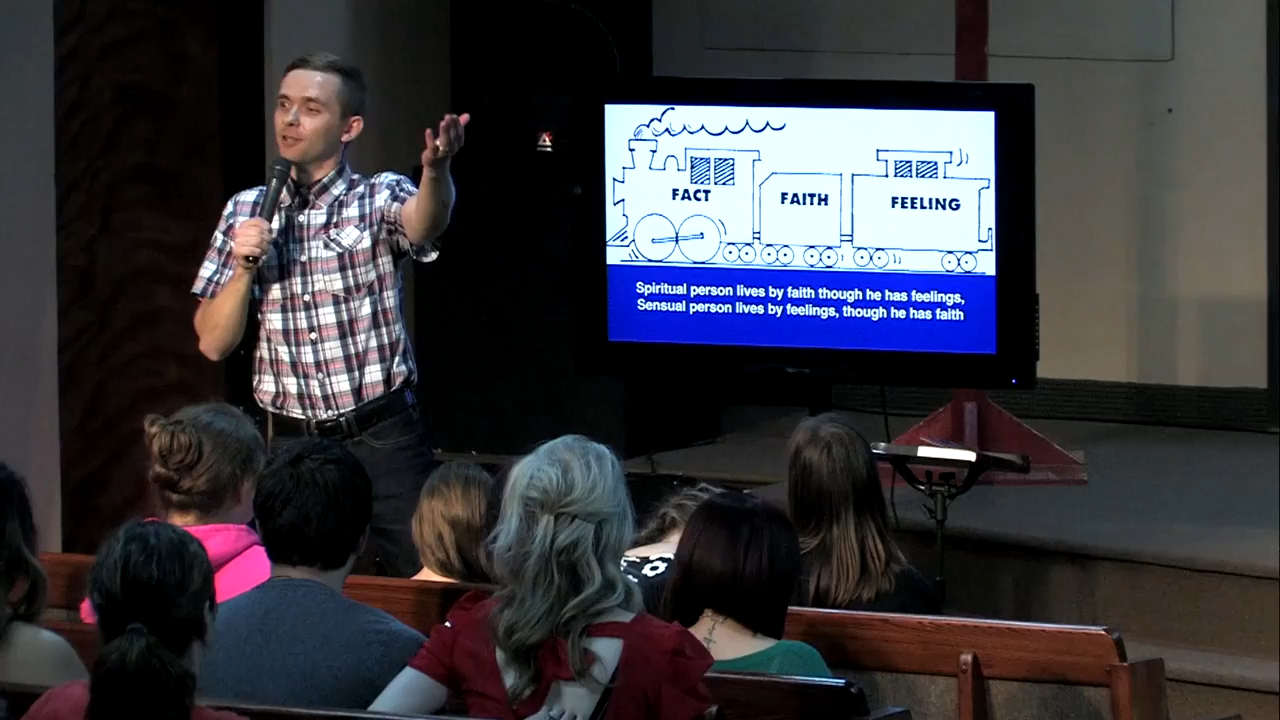 FACT FAITH FEELING
Spiritual person lives by faith though he has feelings,
Sensual person lives by feelings, though he has faith